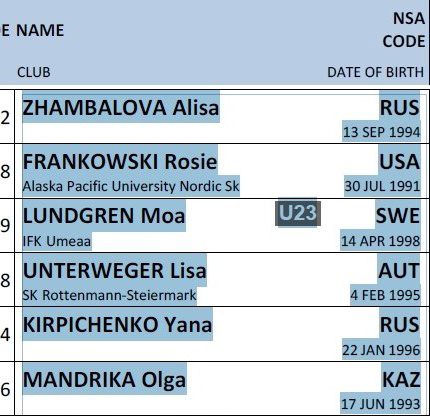 E NAME
NSA
CODE
CLUB DATE OF BIRTH
2 ZHAMBALOVA Alisa RUS
13 SEP 1994
8 FRANKOWSKI Rosie USA
Alaska Pacific University Nordic Sk 30 JUL 1991
9 LUNDGREN Moa U23 SWE
IFK Umeaa 14 APR 1998
8 UNTERWEGER Lisa AUT
SK Rottenmann-Steiermark 4 FEB 1995
4 KIRPICHENKO Yana RUS
22 JAN 1996
6 MANDRIKA Olga KAZ
17 JUN 1993